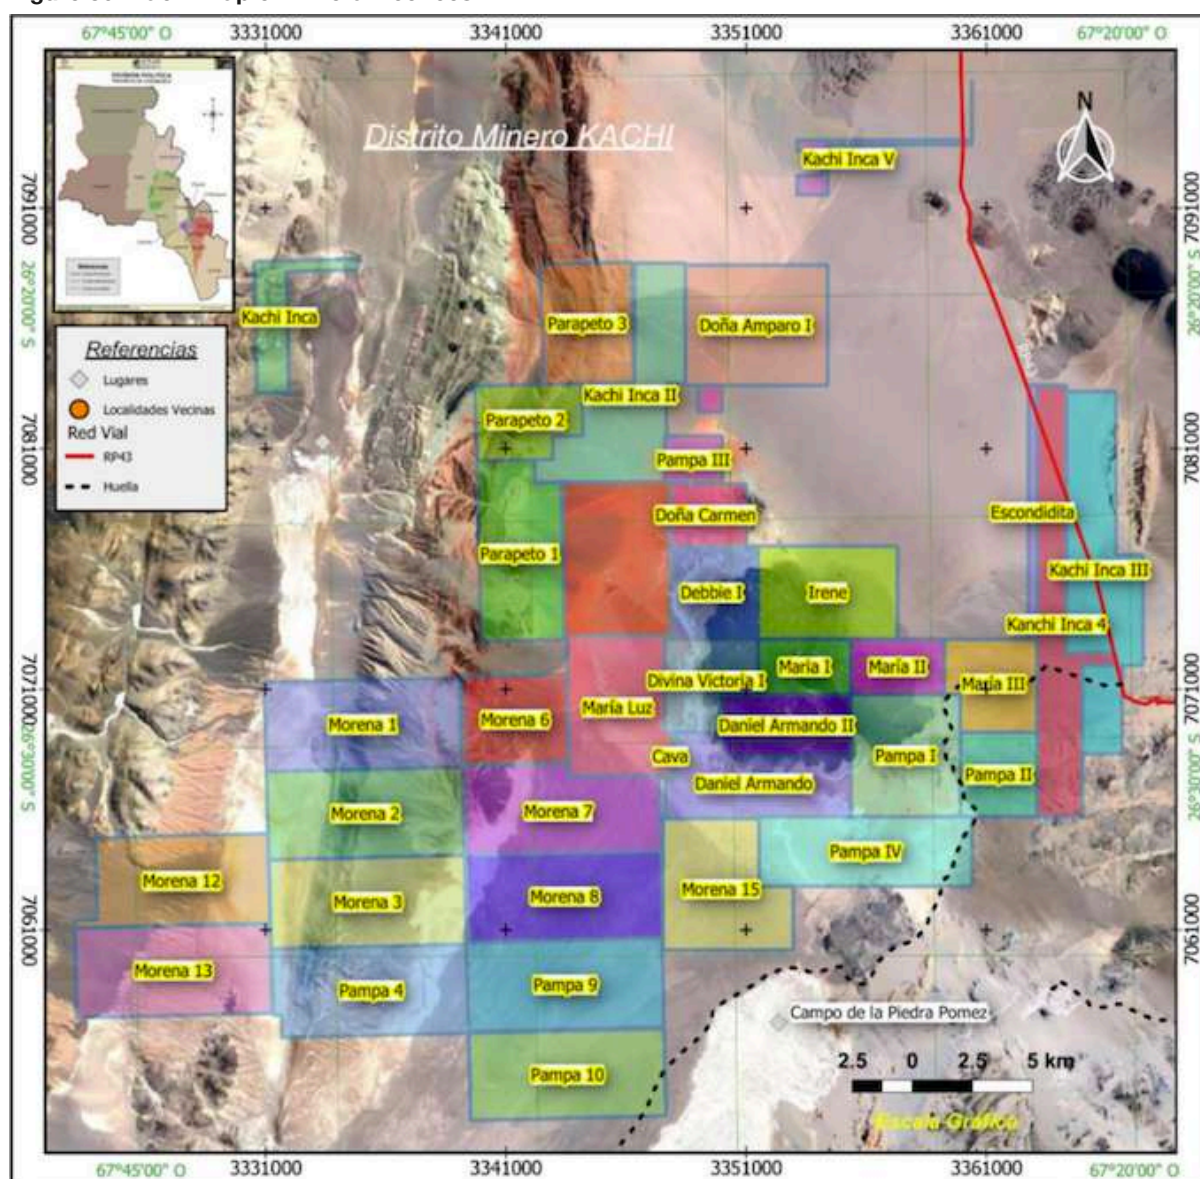 67°45'00" O
3331000
3341000
3351000
3361000
67°20'00" O
Distrito Minero KACHI
N
Kachi Inca V
7091000
7091000
26°20'00" S
26°20'00" S
Kachi Inca
Parapeto 3
Doña Amparo I
Referencias
Lugares
Localidades Vecinas
Red Vial
RP43
Huella
Kachi Inca II
Parapeto 2
7081000
7081000
Pampa III
Doña Carmen
Escondidita
Parapeto 1
Kachi Inca III
Debbie I
Irene
Kanchi Inca 4
Maria I
María II
María III
Divina Victoria I
7071000
7071000
Morena 1
Morena 6
María Luz
Daniel Armando II
Cava
Pampa I
Pampa II
Daniel Armando
26°30'00" S
26°30'00" S
Morena 2
Morena 7
Pampa IV
Morena 12
Morena 3
Morena 8
Morena 15
7061000
7061000
Morena 13
Pampa 4
Pampa 9
Campo de la Piedra Pomez
Pampa 10
2.5 0 2.5 5 km
Escala Gráfico
67°45'00" O
3331000
3341000
3351000
3361000
67°20'00" O